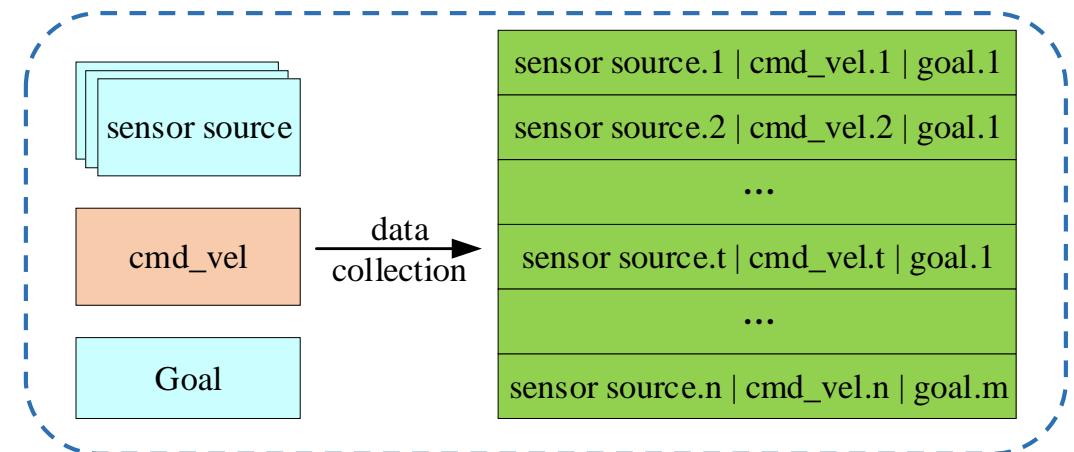 sensor source
cmd_vel
Goal
data
collection
sensor source.1 | cmd_vel.1 | goal.1
sensor source.2 | cmd_vel.2 | goal.1
...
sensor source.t | cmd_vel.t | goal.1
...
sensor source.n | cmd_vel.n | goal.m